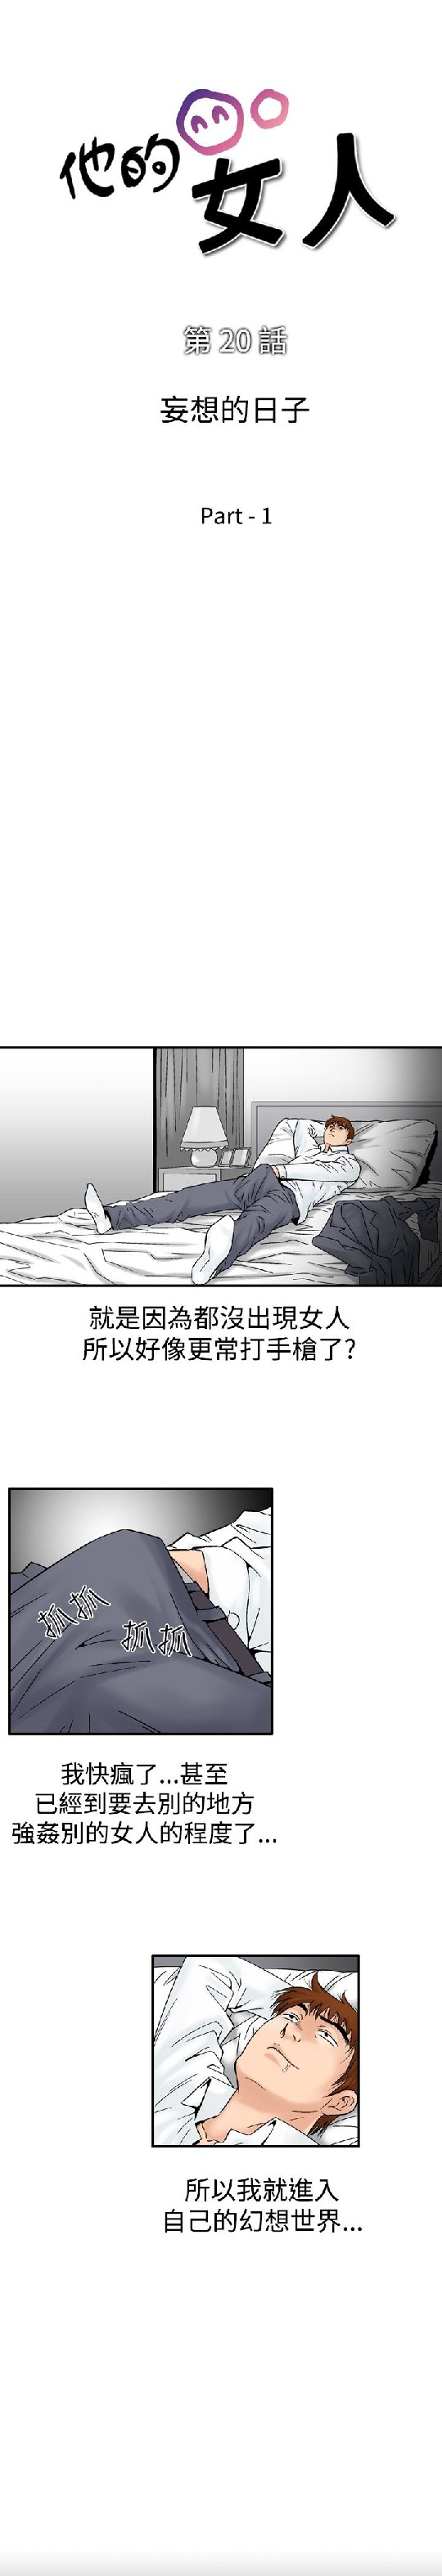 他的女人
第 20 話
妄想的日子
Part - 1
就是因為都沒出現女人
所以好像更常打手槍了?
抓抓
抓抓
我快瘋了...甚至
已經到要去別的地方
強姦別的女人的程度了...
所以我就進入
自己的幻想世界...